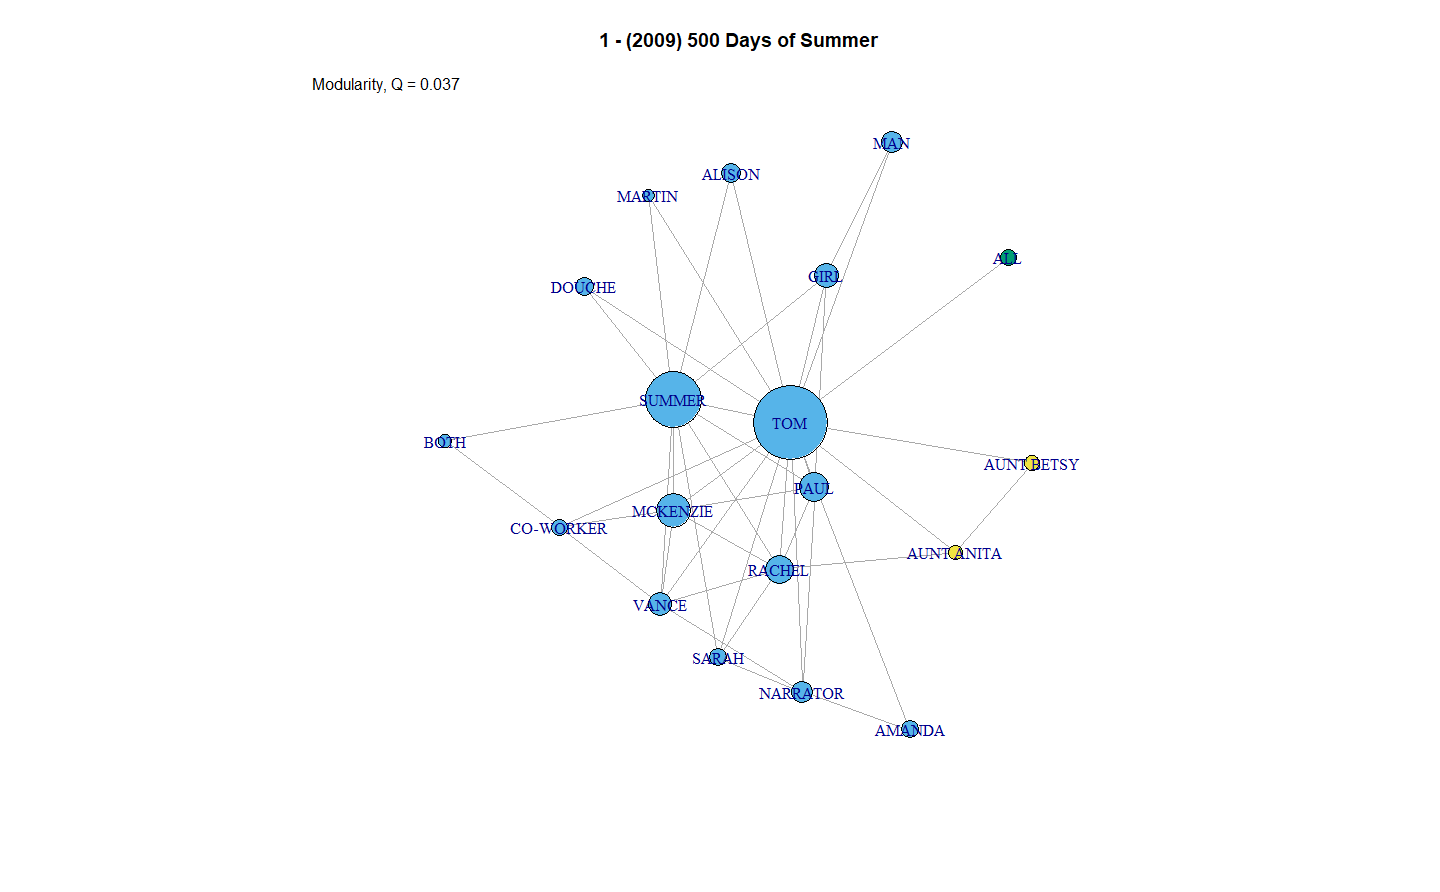 1 - (2009) 500 Days of Summer
Modularity, Q = 0.037
MAN
ALISON
MARTIN
ALL
GIRL
DOUCHE
SUMMER
TOM
BOTH
AUNT BETSY
PAUL
MCKENZIE
CO-WORKER
AUNT ANITA
RACHEL
VANCE
SARAH
NARRATOR
AMANDA